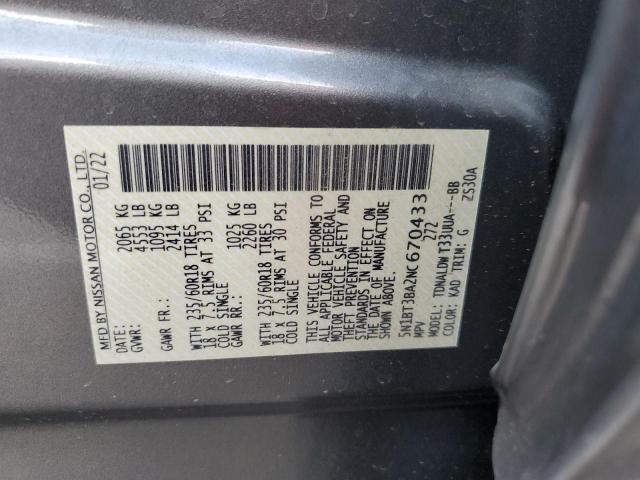 MFD BY NISSAN MOTOR CO., LTD.
01/22
GVWR: 2065 KG
4553 LB
GAWR FR.: 1095 KG
2414 LB
WITH 235/60R18 TIRES
18 x 7.5 RIMS AT 33 PSI
COLD SINGLE
GAWR RR.: 1025 KG
2260 LB
WITH 235/60R18 TIRES
18 x 7.5 RIMS AT 30 PSI
COLD SINGLE
THIS VEHICLE CONFORMS TO
ALL APPLICABLE FEDERAL
MOTOR VEHICLE SAFETY AND
THEFT PREVENTION
STANDARDS IN EFFECT ON
THE DATE OF MANUFACTURE
SHOWN ABOVE.
5N1BT3BA2NC670433
MPV 272
MODEL: TDNALDW T33UUA---BB
COLOR: KAD TRIM: G ZS30A